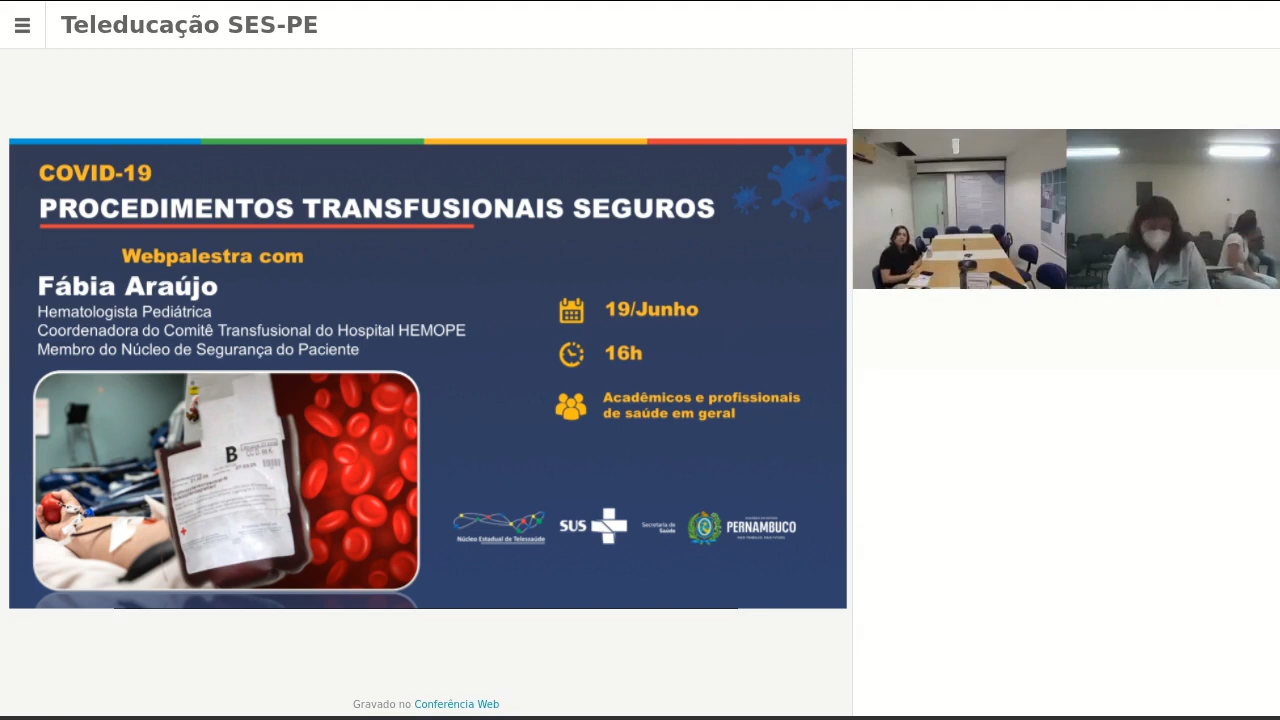 Teleducação SES-PE
COVID-19
PROCEDIMENTOS TRANSFUSIONAIS SEGUROS
Webpalestra com
Fábia Araújo
Hematologista Pediátrica
Coordenadora do Comitê Transfusional do Hospital HEMOPE
Membro do Núcleo de Segurança do Paciente
19/Junho
16h
Acadêmicos e profissionais
de saúde em geral
B
Núcleo Estadual de Telessaúde
SUS
Secretaria de
Saúde
PERNAMBUCO
Gravado no Conferência Web